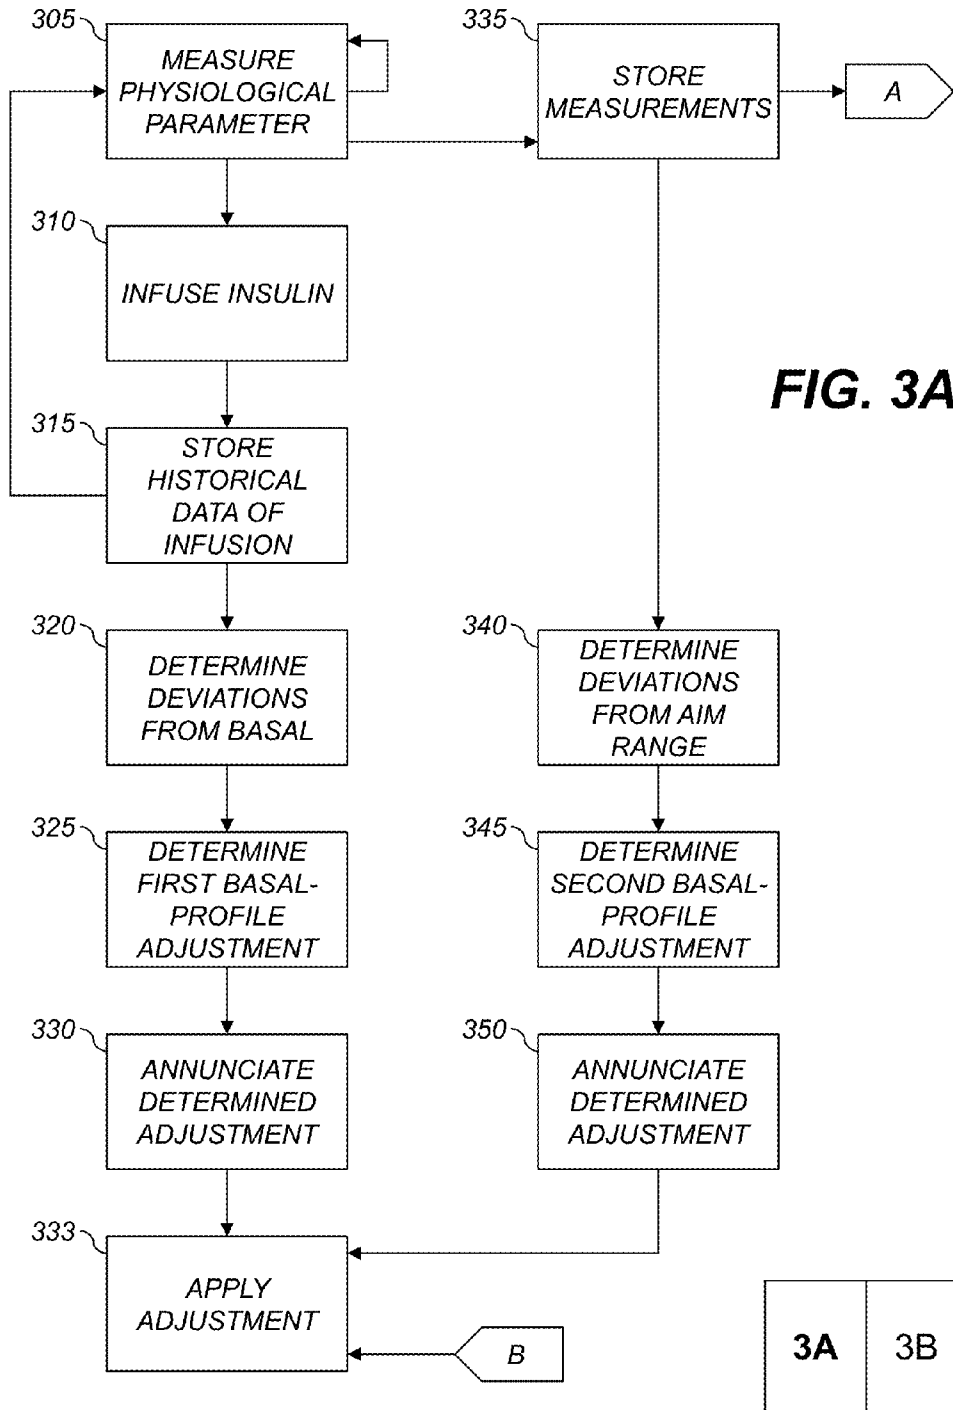 305
MEASURE
PHYSIOLOGICAL
PARAMETER
335
STORE
MEASUREMENTS
A
310
INFUSE INSULIN
FIG. 3A
315
STORE
HISTORICAL
DATA OF
INFUSION
320
DETERMINE
DEVIATIONS
FROM BASAL
340
DETERMINE
DEVIATIONS
FROM AIM
RANGE
325
DETERMINE
FIRST BASAL-
PROFILE
ADJUSTMENT
345
DETERMINE
SECOND BASAL-
PROFILE
ADJUSTMENT
330
ANNUNCIATE
DETERMINED
ADJUSTMENT
350
ANNUNCIATE
DETERMINED
ADJUSTMENT
333
APPLY
ADJUSTMENT
B
3A
3B